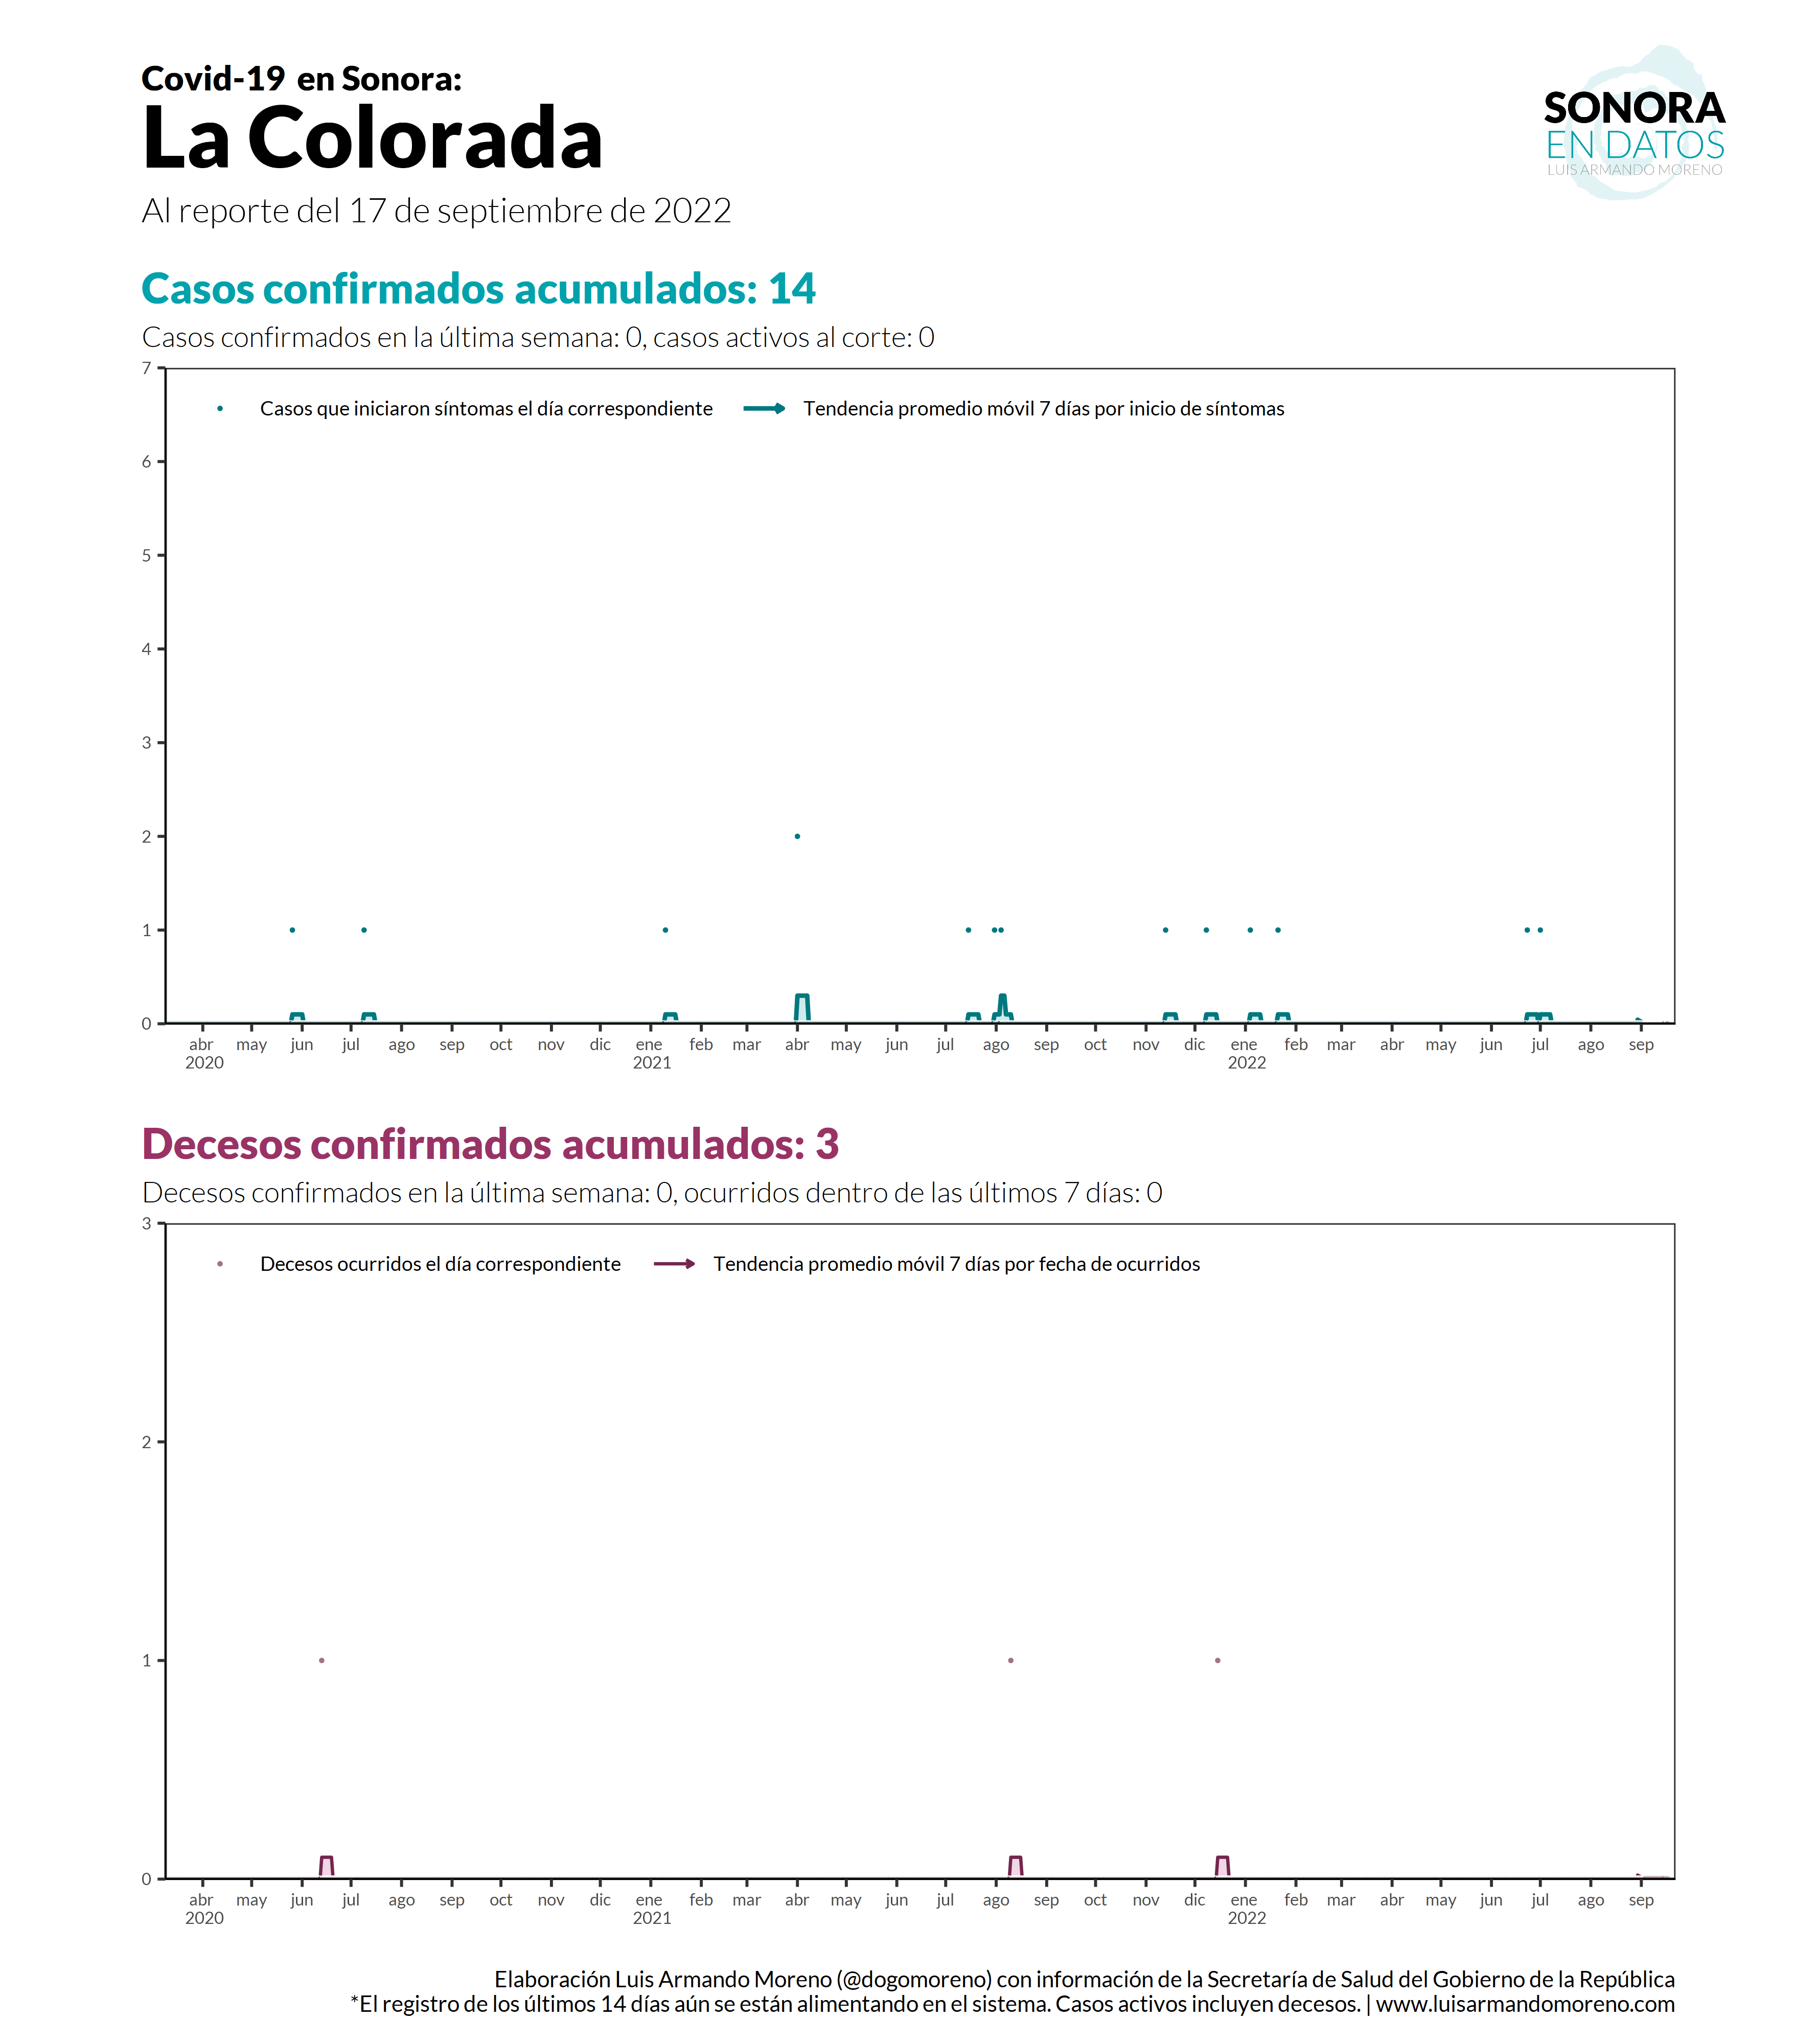 Covid-19 en Sonora:
La Colorada
Al reporte del 17 de septiembre de 2022
SONORA
EN DATOS
LUIS ARMANDO MORENO
Casos confirmados acumulados: 14
Casos confirmados en la última semana: 0, casos activos al corte: 0
Casos que iniciaron síntomas el día correspondiente Tendencia promedio móvil 7 días por inicio de síntomas
7
6
5
4
3
2
1
0
abr may jun jul ago sep oct nov dic ene feb mar abr may jun jul ago sep oct nov dic ene feb mar abr may jun jul ago sep
2020 2021 2022
Decesos confirmados acumulados: 3
Decesos confirmados en la última semana: 0, ocurridos dentro de las últimos 7 días: 0
Decesos ocurridos el día correspondiente Tendencia promedio móvil 7 días por fecha de ocurridos
3
2
1
0
abr may jun jul ago sep oct nov dic ene feb mar abr may jun jul ago sep oct nov dic ene feb mar abr may jun jul ago sep
2020 2021 2022
Elaboración Luis Armando Moreno (@dogomoreno) con información de la Secretaría de Salud del Gobierno de la República
*El registro de los últimos 14 días aún se están alimentando en el sistema. Casos activos incluyen decesos. | www.luisarmandomoreno.com